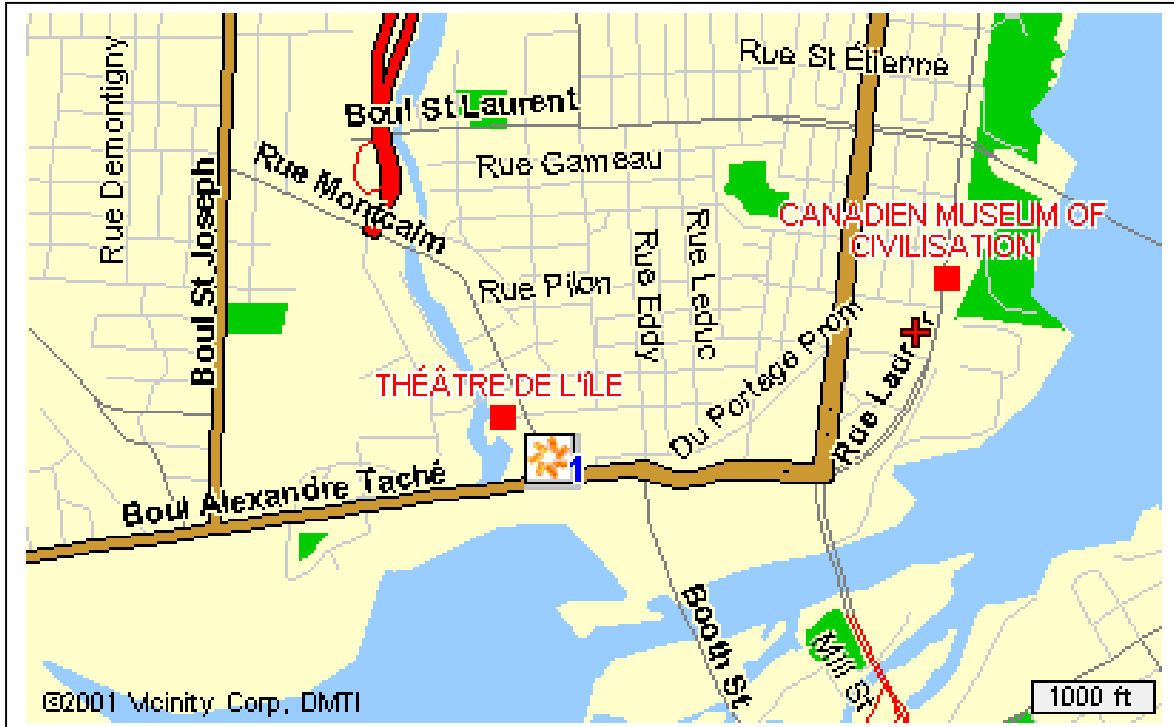 Rue St Étienne
Boul St Laurent
Rue Demontigny
Rue Gameau
Rue Montcalm
CANADIEN MUSEUM OF
CIVILISATION
Boul St Joseph
Rue Pilon
Rue Eddy
Rue Leduc
Du Portage Prom
THÉÂTRE DE L'ÎLE
Rue Laur r
1
Boul Alexandre Taché
Booth St
Mill St
©2001 Vicinity Corp, DMTI
1000 ft